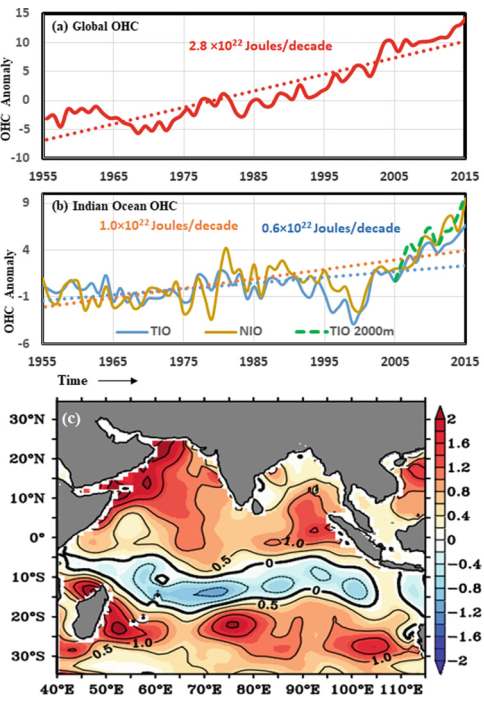 (a) Global OHC
2.8 ×10²² Joules/decade
OHC Anomaly
15
10
5
0
-5
-10
1955 1965 1975 1985 1995 2005 2015
(b) Indian Ocean OHC
1.0×10²² Joules/decade 0.6×10²² Joules/decade
OHC Anomaly
9
4
-1
-6
TIO NIO TIO 2000m
1955 1965 1975 1985 1995 2005 2015
Time
(c)
30°N
20°N
10°N
0°
10°S
20°S
30°S
40°E 50°E 60°E 70°E 80°E 90°E 100°E 110°E
0.5 1.0
0 0
0.5
0.5 1.0 1.0
2
1.6
1.2
0.8
0.4
0
-0.4
-0.8
-1.2
-1.6
-2